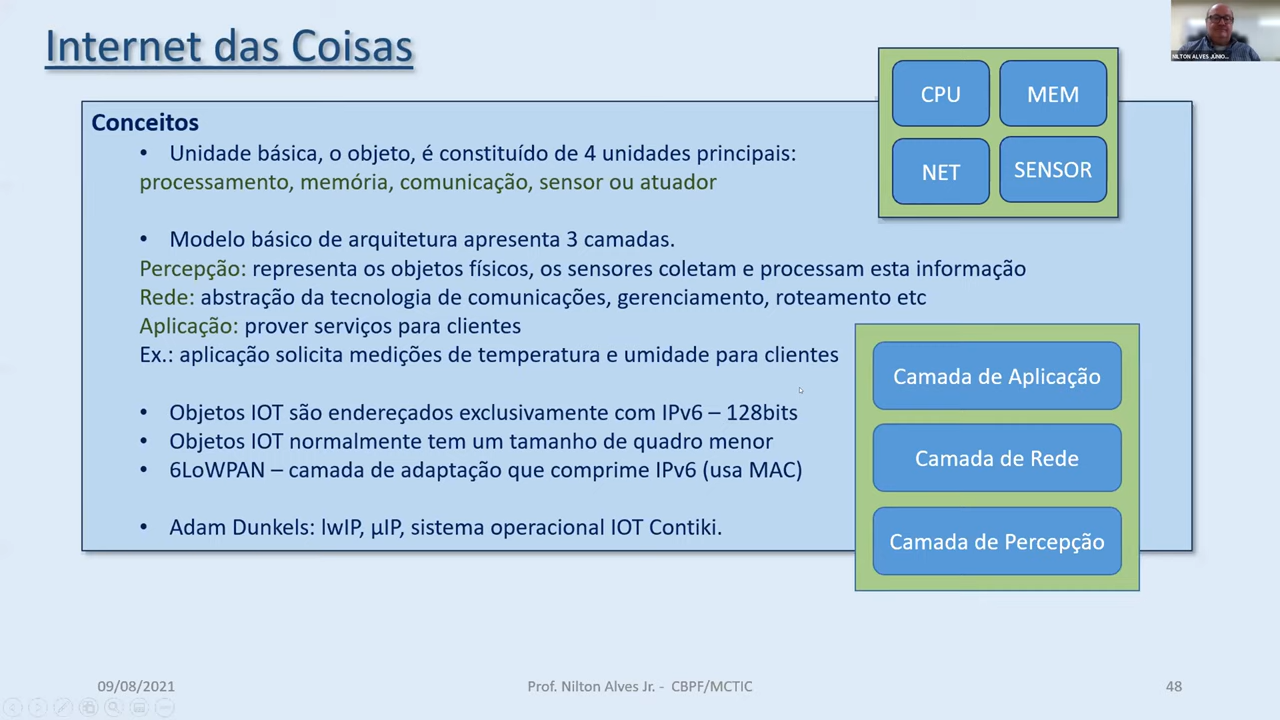 Internet das Coisas
NILTON ALVES JUNIO...
CPU
MEM
NET
SENSOR
Conceitos
• Unidade básica, o objeto, é constituído de 4 unidades principais:
processamento, memória, comunicação, sensor ou atuador
• Modelo básico de arquitetura apresenta 3 camadas.
Percepção: representa os objetos físicos, os sensores coletam e processam esta informação
Rede: abstração da tecnologia de comunicações, gerenciamento, roteamento etc
Aplicação: prover serviços para clientes
Ex.: aplicação solicita medições de temperatura e umidade para clientes
• Objetos IOT são endereçados exclusivamente com IPv6 – 128bits
• Objetos IOT normalmente tem um tamanho de quadro menor
• 6LoWPAN – camada de adaptação que comprime IPv6 (usa MAC)
• Adam Dunkels: lwIP, µIP, sistema operacional IOT Contiki.
Camada de Aplicação
Camada de Rede
Camada de Percepção
09/08/2021
Prof. Nilton Alves Jr. - CBPF/MCTIC
48